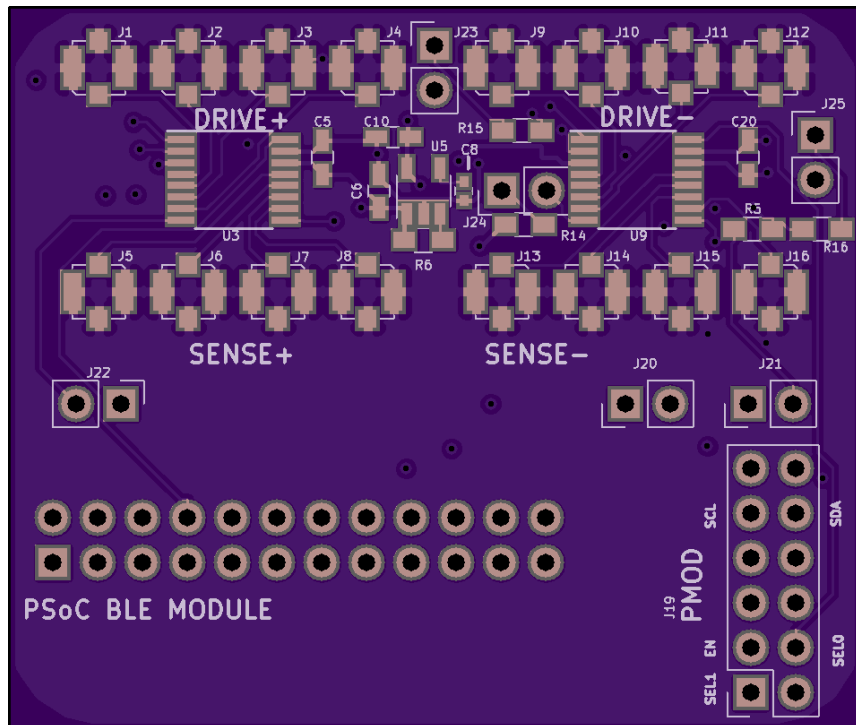 J1 J2 J3 J4 J23 J9 J10 J11 J12
J25
DRIVE+ C5 C10 R15 DRIVE- C20
U5 C8
C6
U3 J24 R14 U9 R3 R16
R6
J5 J6 J7 J8 J13 J14 J15 J16
SENSE+ SENSE-
J22 J20 J21
SCL SDA
PSoC BLE MODULE
J19
PMOD
EN SEL0
SEL1